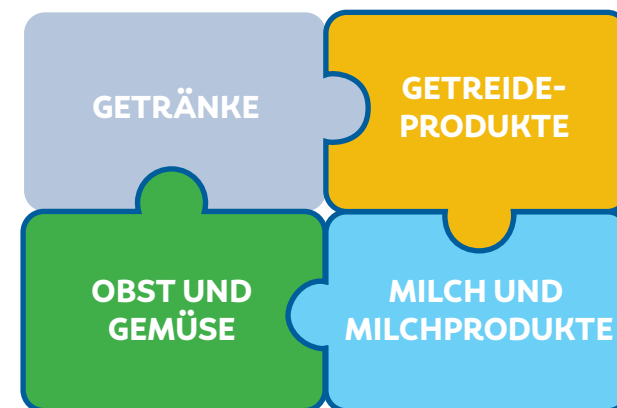 GETRÄNKE
GETREIDE-
PRODUKTE
OBST UND
GEMÜSE
MILCH UND
MILCHPRODUKTE